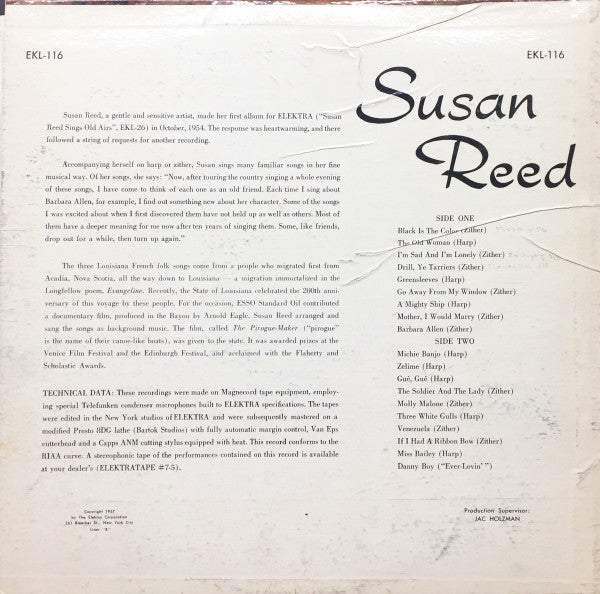 EKL-116
EKL-116
Susan
Reed
Susan Reed, a gentle and sensitive artist, made her first album for ELEKTRA ("Susan
Reed Sings Old Airs", EKL-26) in October, 1954. The response was heartwarming, and there
followed a string of requests for another recording.
Accompanying herself on harp or zither, Susan sings many familiar songs in her fine
musical way. Of her songs, she says: "Now, after touring the country singing a whole evening
of these songs, I have come to think of each one as an old friend. Each time I sing about
Barbara Allen, for example, I find out something new about her character. Some of the songs
I was excited about when I first discovered them have not held up as well as others. Most of
them have a deeper meaning for me now after ten years of singing them. Some, like friends,
drop out for a while, then turn up again."
The three Louisiana French folk songs come from a people who migrated first from
Acadia, Nova Scotia, all the way down to Louisiana — a migration immortalized in the
Longfellow poem, Evangeline. Recently, the State of Louisiana celebrated the 200th anni-
versary of this voyage by these people. For the occasion, ESSO Standard Oil contributed
a documentary film, produced in the Bayou by Arnold Eagle. Susan Reed arranged and
sang the songs as background music. The film, called The Pirogue-Maker ("pirogue"
is the name of their canoe-like boats), was given to the state. It was awarded prizes at the
Venice Film Festival and the Edinburgh Festival, and acclaimed with the Flaherty and
Scholastic Awards.
TECHNICAL DATA: These recordings were made on Magnecord tape equipment, employ-
ing special Telefunken condenser microphones built to ELEKTRA specifications. The tapes
were edited in the New York studios of ELEKTRA and were subsequently mastered on a
modified Presto 8DG lathe (Bartok Studios) with fully automatic margin control, Van Eps
cutterhead and a Capps ANM cutting stylus equipped with heat. This record conforms to the
RIAA curve. A stereophonic tape of the performances contained on this record is available
at your dealer's (ELEKTRATAPE #7-5).
Copyright 1957
by The Elektra Corporation
361 Bleecker St., New York City
Liner "B"
SIDE ONE
Black Is The Color (Zither)
The Old Woman (Harp)
I'm Sad And I'm Lonely (Zither)
Drill, Ye Tarriers (Zither)
Greensleeves (Harp)
Go Away From My Window (Zither)
A Mighty Ship (Harp)
Mother, I Would Marry (Zither)
Barbara Allen (Zither)
SIDE TWO
Michie Banjo (Harp)
Zelime (Harp)
Gué, Gué (Harp)
The Soldier And The Lady (Zither)
Molly Malone (Zither)
Three White Gulls (Harp)
Venezuela (Zither)
If I Had A Ribbon Bow (Zither)
Miss Bailey (Harp)
Danny Boy ("Ever-Lovin'")
Production Supervisor:
JAC HOLZMAN